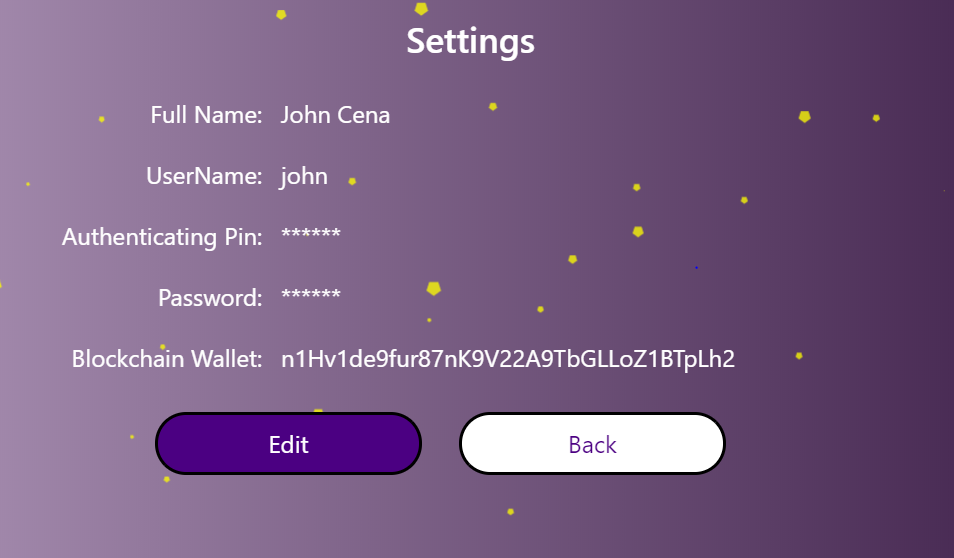 Settings
Full Name: John Cena
UserName: john
Authenticating Pin: ******
Password: ******
Blockchain Wallet: n1Hv1de9fur87nK9V22A9TbGLLoZ1BTpLh2
Edit Back